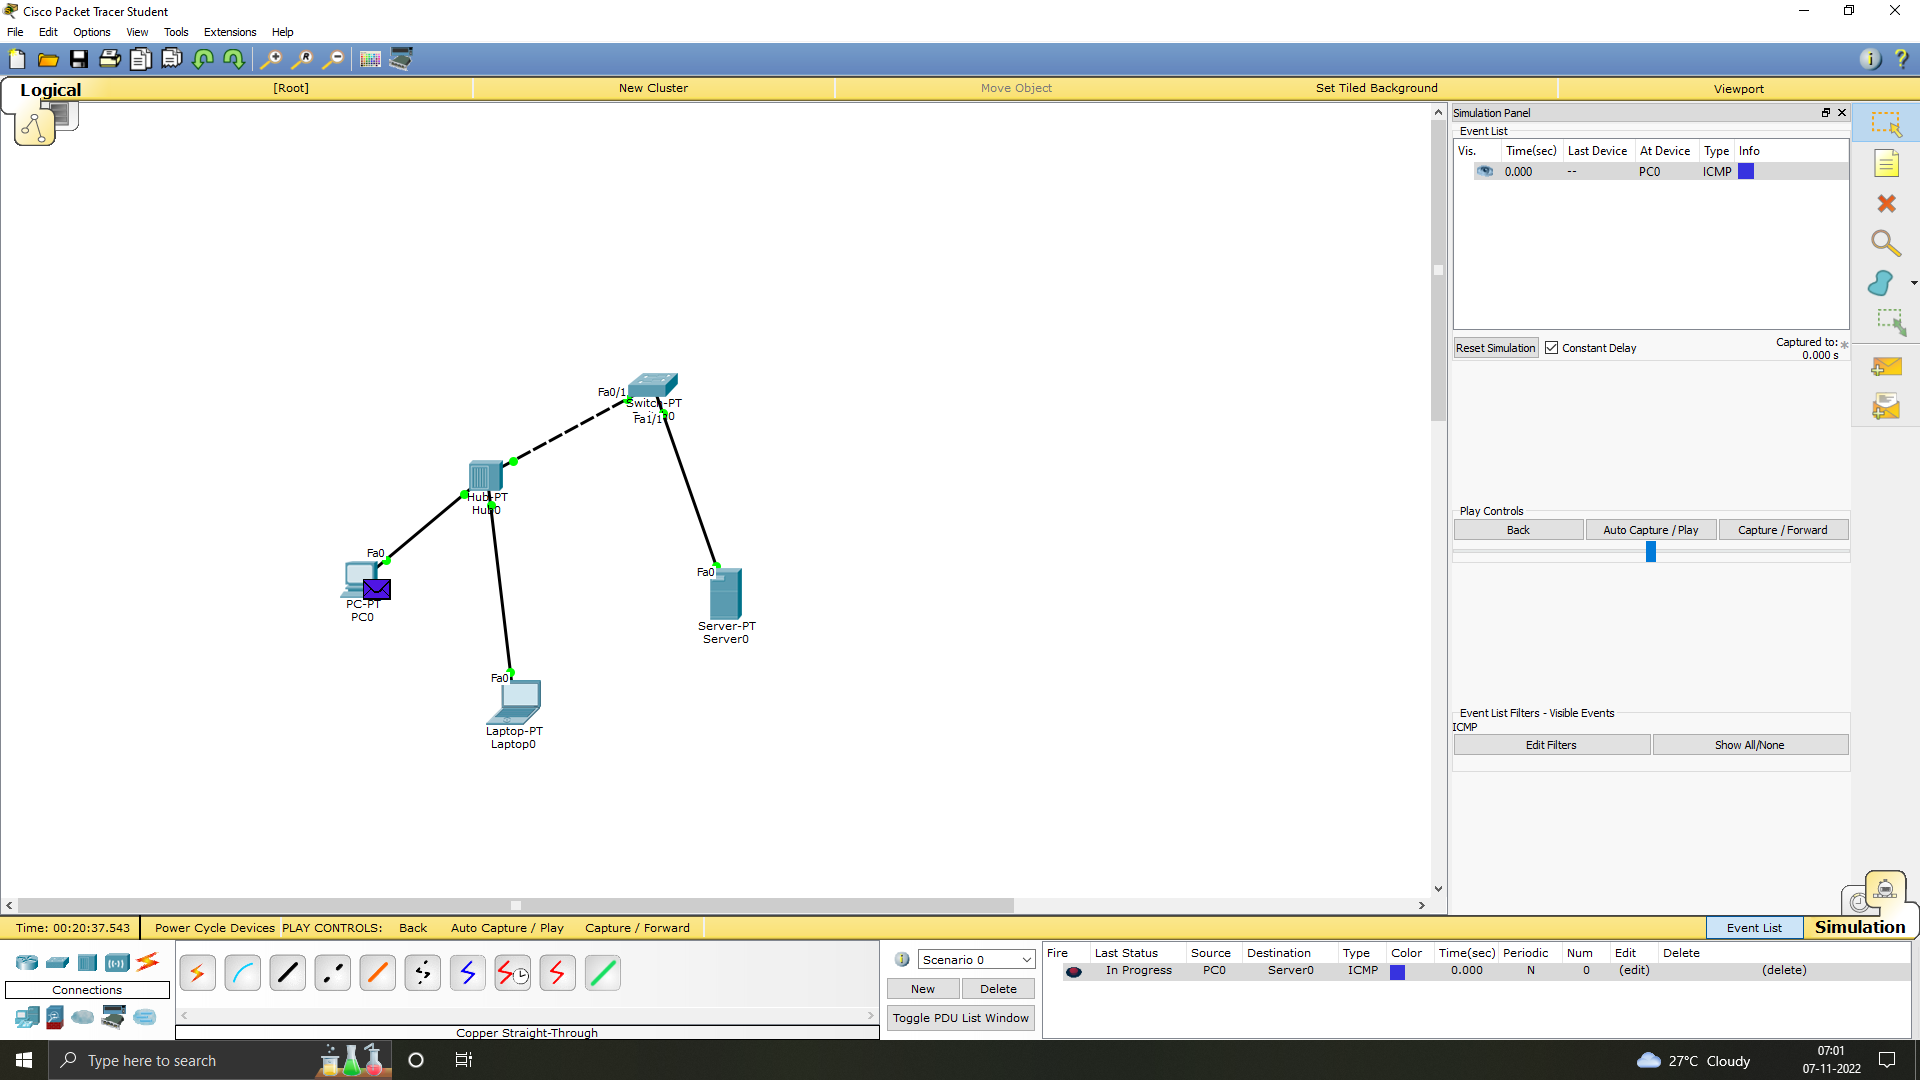 Cisco Packet Tracer Student
File Edit Options View Tools Extensions Help
Logical [Root] New Cluster Move Object Set Tiled Background Viewport
Simulation Panel
Event List
Vis. Time(sec) Last Device At Device Type Info
0.000 -- PC0 ICMP
Reset Simulation Constant Delay Captured to:
0.000 s
Fa0/1
Switch-PT
Fa1/1
Hub-PT
Hub0
Fa0
PC-PT
PC0
Fa0
Server-PT
Server0
Fa0
Laptop-PT
Laptop0
Play Controls
Back Auto Capture / Play Capture / Forward
Event List Filters - Visible Events
ICMP
Edit Filters Show All/None
Time: 00:20:37.543 Power Cycle Devices PLAY CONTROLS: Back Auto Capture / Play Capture / Forward Event List Simulation
Connections
Copper Straight-Through
Scenario 0
New Delete
Toggle PDU List Window
Fire Last Status Source Destination Type Color Time(sec) Periodic Num Edit Delete
In Progress PC0 Server0 ICMP 0.000 N 0 (edit) (delete)
Type here to search
27°C Cloudy
07:01
07-11-2022